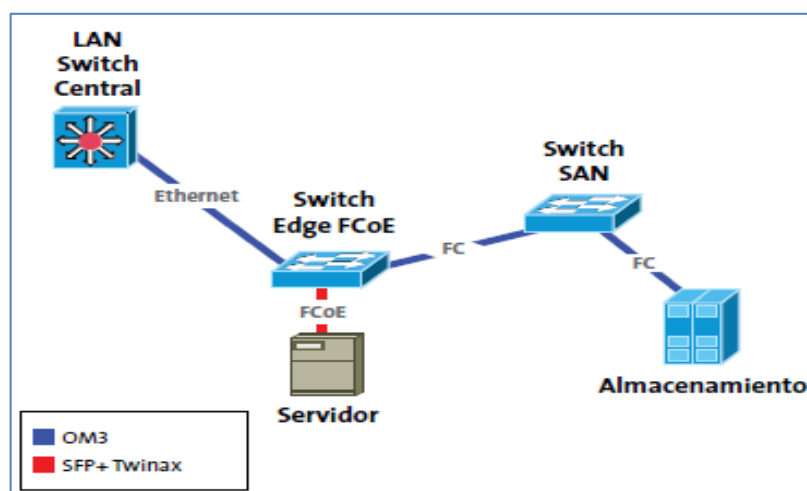 LAN
Switch
Central
Ethernet
Switch
Edge FCoE
Switch
SAN
FC
FC
FCoE
Servidor
Almacenamiento
OM3
SFP+ Twinax